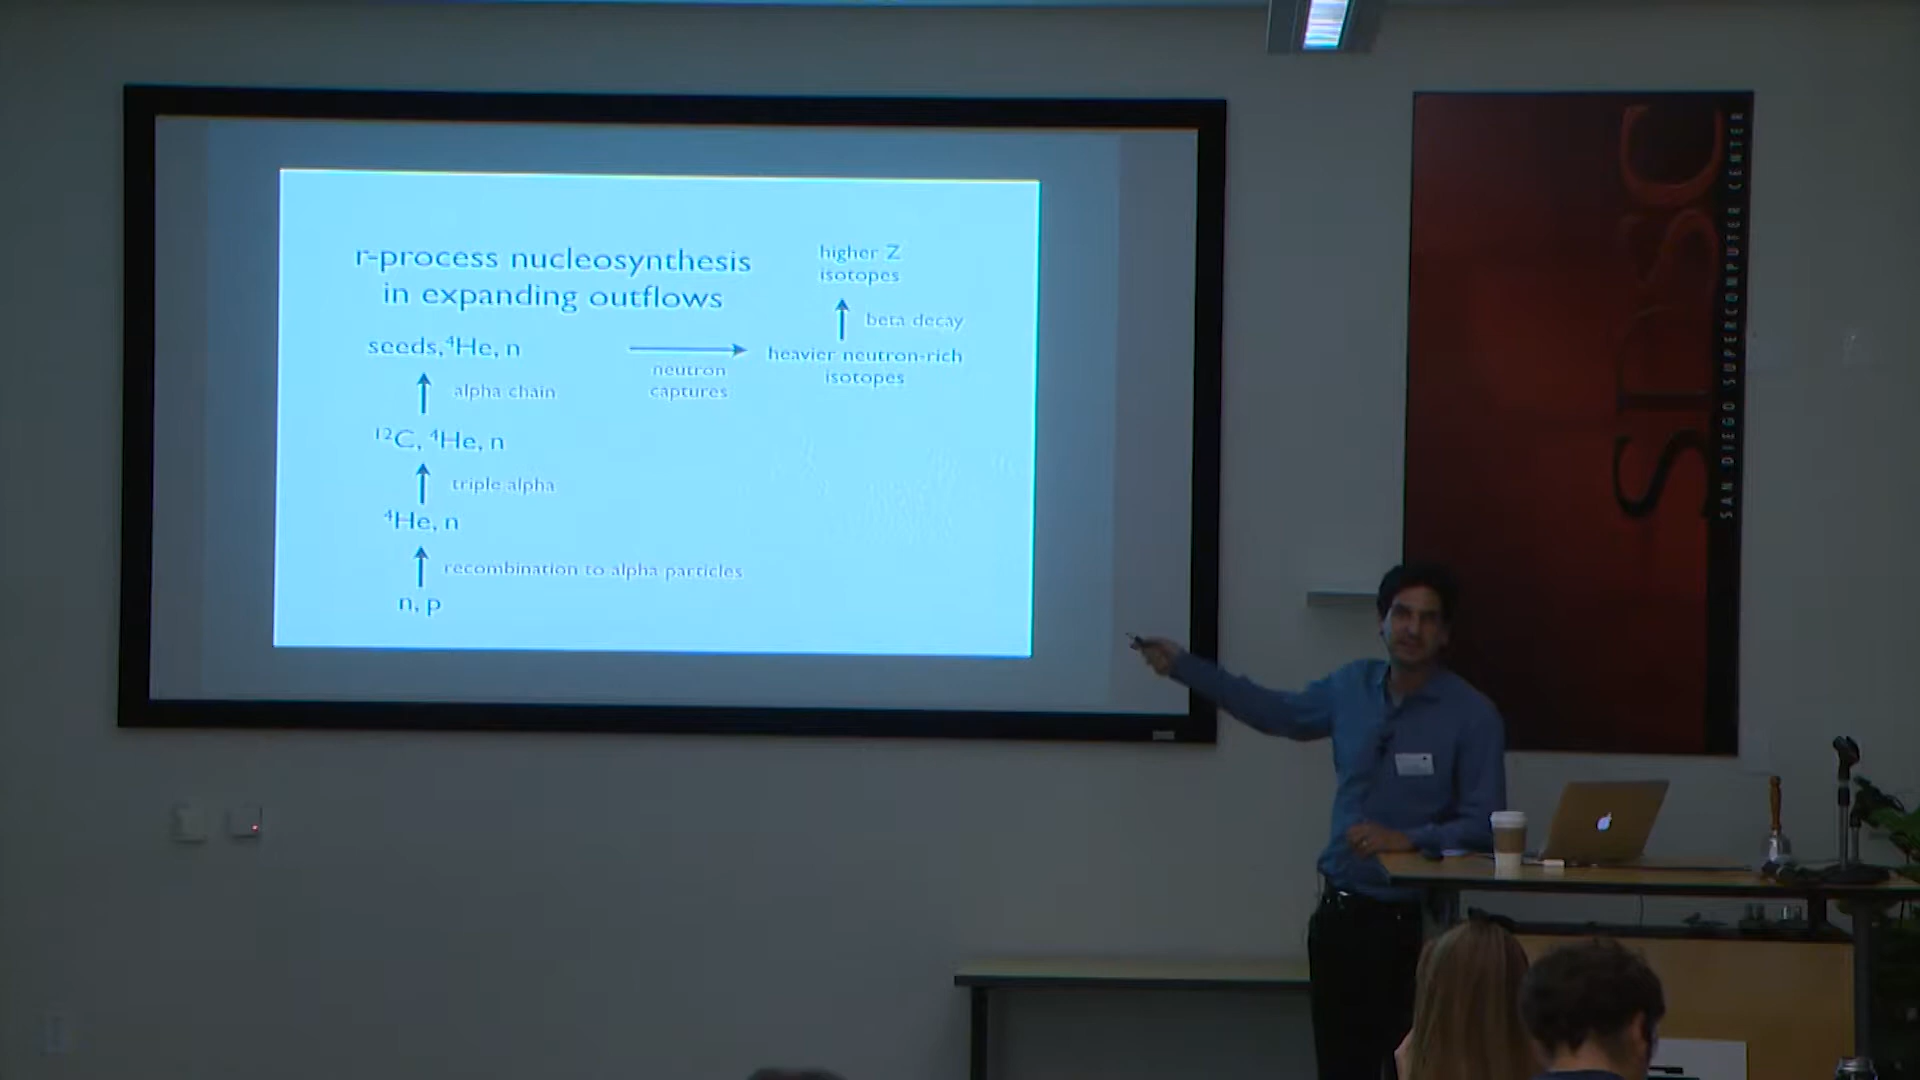 r-process nucleosynthesis
in expanding outflows
seeds, ⁴He, n
alpha chain
¹²C, ⁴He, n
triple alpha
⁴He, n
recombination to alpha particles
n, p
neutron
captures
higher Z
isotopes
beta decay
heavier neutron-rich
isotopes
SDSC
SAN DIEGO SUPERCOMPUTER CENTER